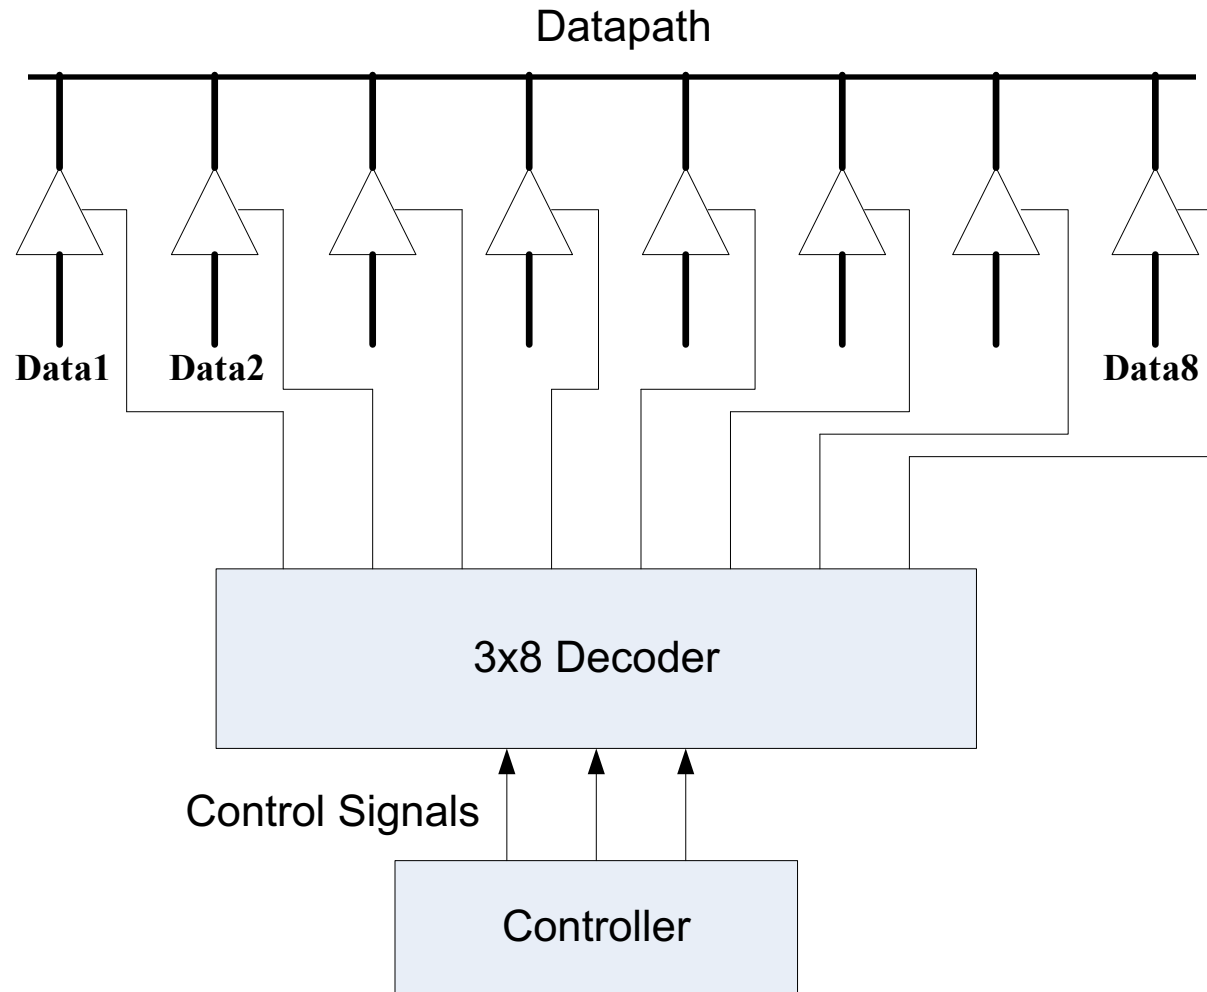 Datapath
Data1 Data2 Data8
3x8 Decoder
Control Signals
Controller